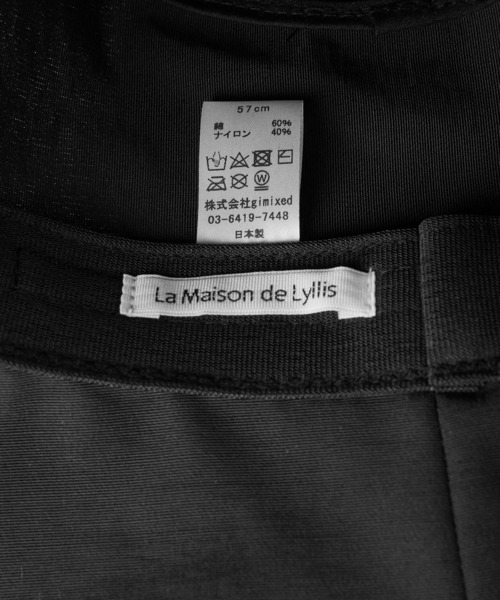 57cm
綿 60%
ナイロン 40%
W
株式会社gimixed
03-6419-7448
日本製
La Maison de Lyllis